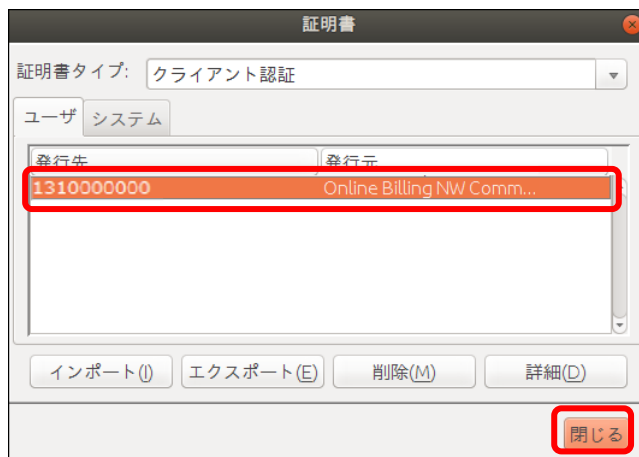 証明書
証明書タイプ: クライアント認証
ユーザ システム
発行先 発行元
1310000000 Online Billing NW Comm...
インポート(I) エクスポート(E) 削除(M) 詳細(D)
閉じる